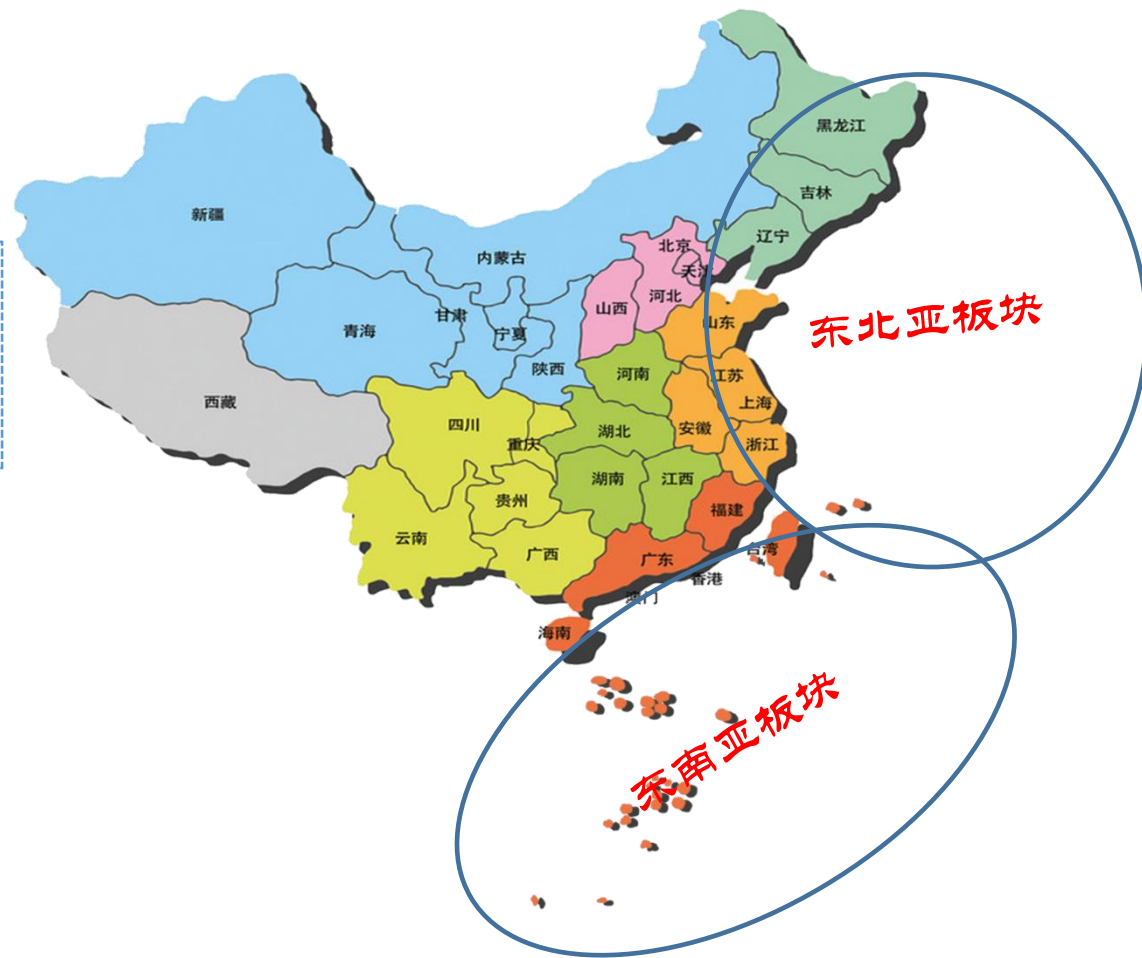 黑龙江
吉林
新疆
辽宁
北京
内蒙古
天津
河北
山西
甘肃
山东
东北亚板块
青海
宁夏
陕西
河南
江苏
西藏
上海
四川
湖北
安徽
重庆
浙江
湖南
江西
贵州
福建
云南
广西
广东
台湾
香港
澳门
海南
东南亚板块